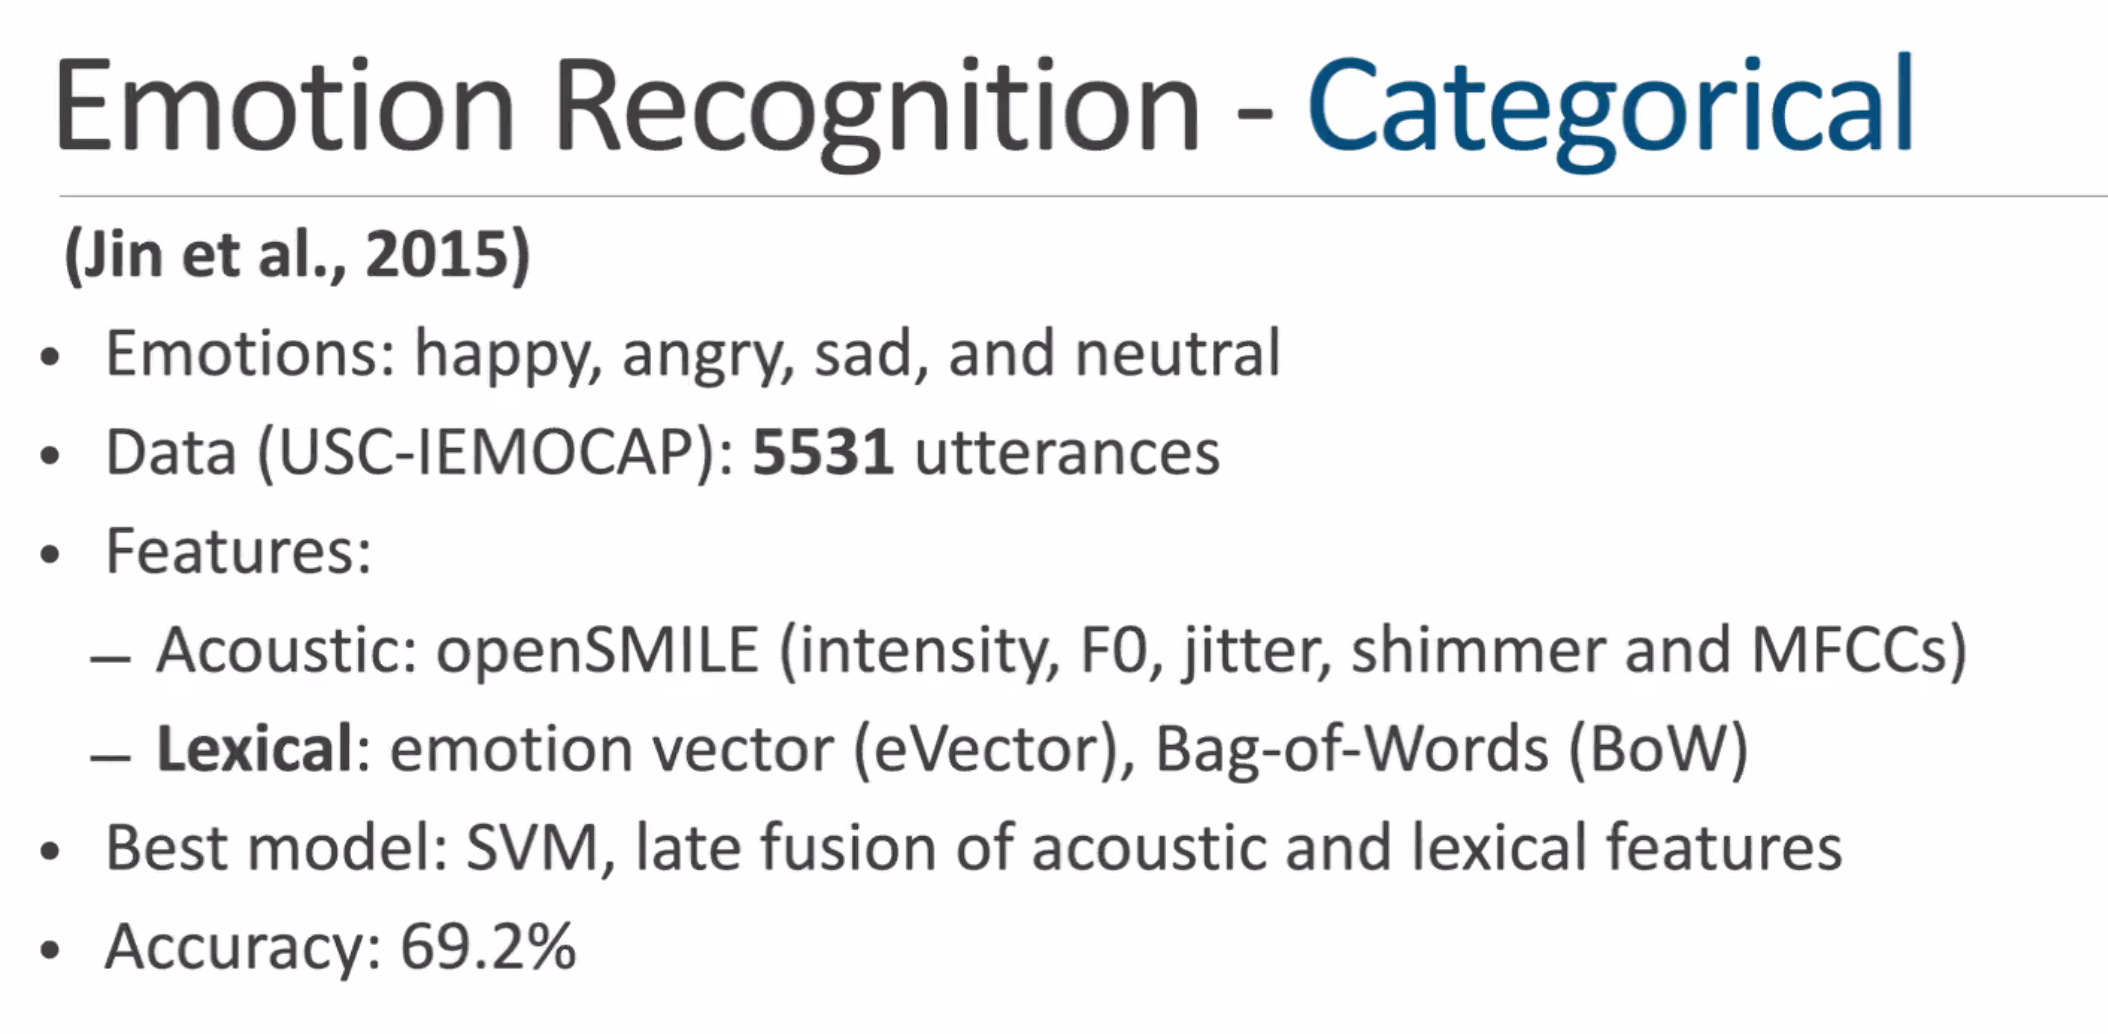 Emotion Recognition - Categorical
(Jin et al., 2015)
• Emotions: happy, angry, sad, and neutral
• Data (USC-IEMOCAP): 5531 utterances
• Features:
– Acoustic: openSMILE (intensity, F0, jitter, shimmer and MFCCs)
– Lexical: emotion vector (eVector), Bag-of-Words (BoW)
• Best model: SVM, late fusion of acoustic and lexical features
• Accuracy: 69.2%